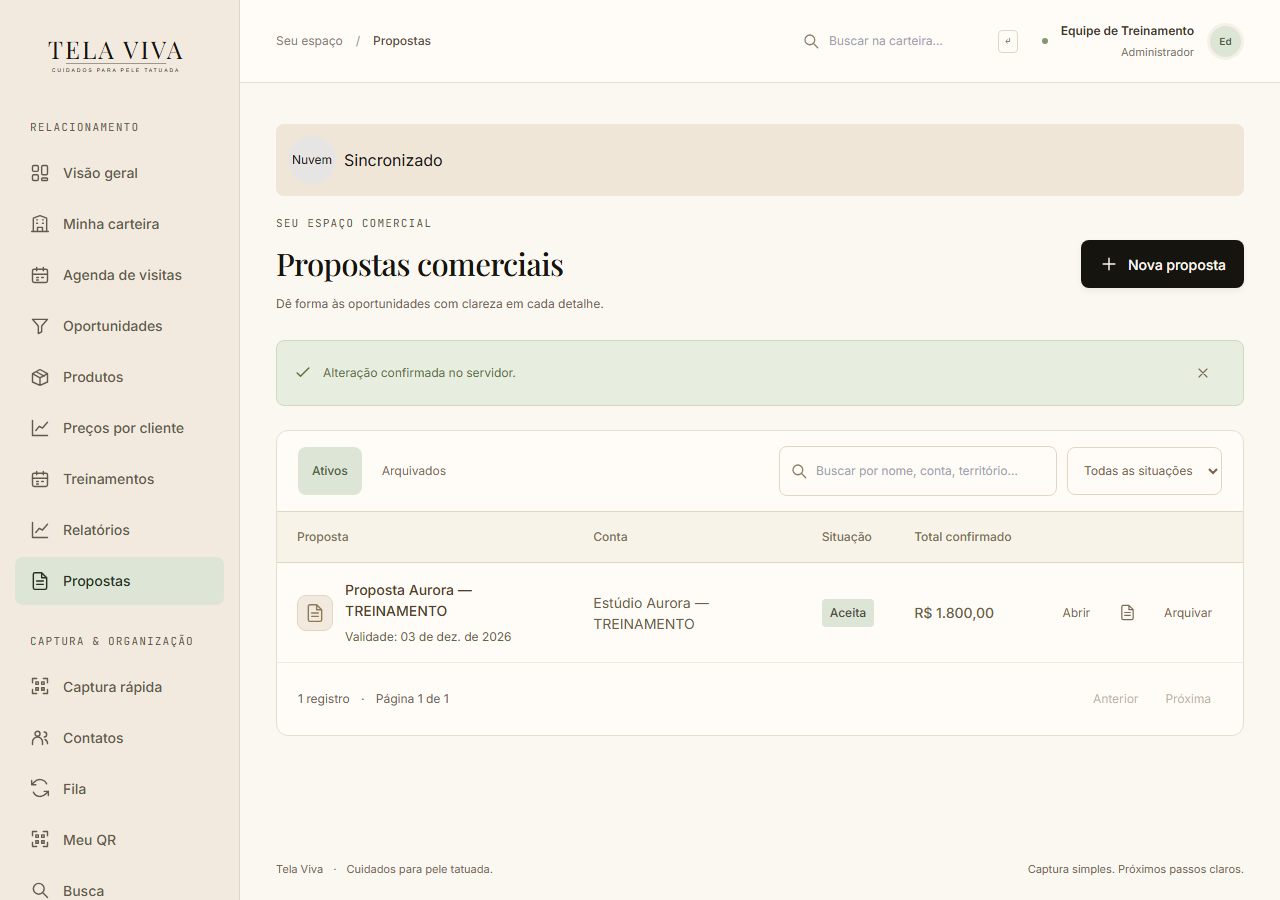 TELA VIVA
CUIDADOS PARA PELE TATUADA
RELACIONAMENTO
Visão geral
Minha carteira
Agenda de visitas
Oportunidades
Produtos
Preços por cliente
Treinamentos
Relatórios
Propostas
CAPTURA & ORGANIZAÇÃO
Captura rápida
Contatos
Fila
Meu QR
Busca
Seu espaço / Propostas
Buscar na carteira...
↵
Equipe de Treinamento
Administrador
Ed
Nuvem Sincronizado
SEU ESPAÇO COMERCIAL
Propostas comerciais
Dê forma às oportunidades com clareza em cada detalhe.
Nova proposta
Alteração confirmada no servidor.
Ativos Arquivados
Buscar por nome, conta, território...
Todas as situações
Proposta Conta Situação Total confirmado
Proposta Aurora —
TREINAMENTO
Validade: 03 de dez. de 2026
Estúdio Aurora —
TREINAMENTO
Aceita
R$ 1.800,00
Abrir
Arquivar
1 registro · Página 1 de 1
Anterior Próxima
Tela Viva · Cuidados para pele tatuada.
Captura simples. Próximos passos claros.